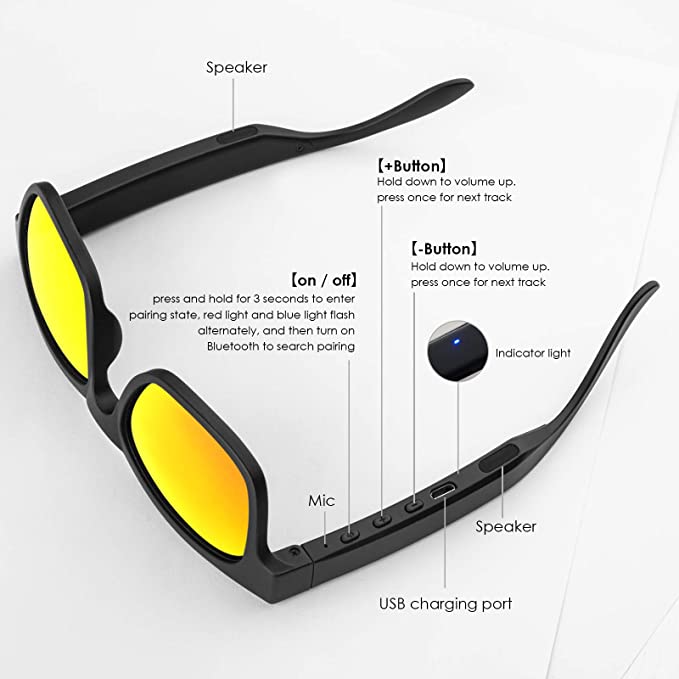 Speaker
【+Button】
Hold down to volume up.
press once for next track
【-Button】
Hold down to volume up.
press once for next track
【on / off】
press and hold for 3 seconds to enter
pairing state, red light and blue light flash
alternately, and then turn on
Bluetooth to search pairing
Indicator light
Mic
Speaker
USB charging port